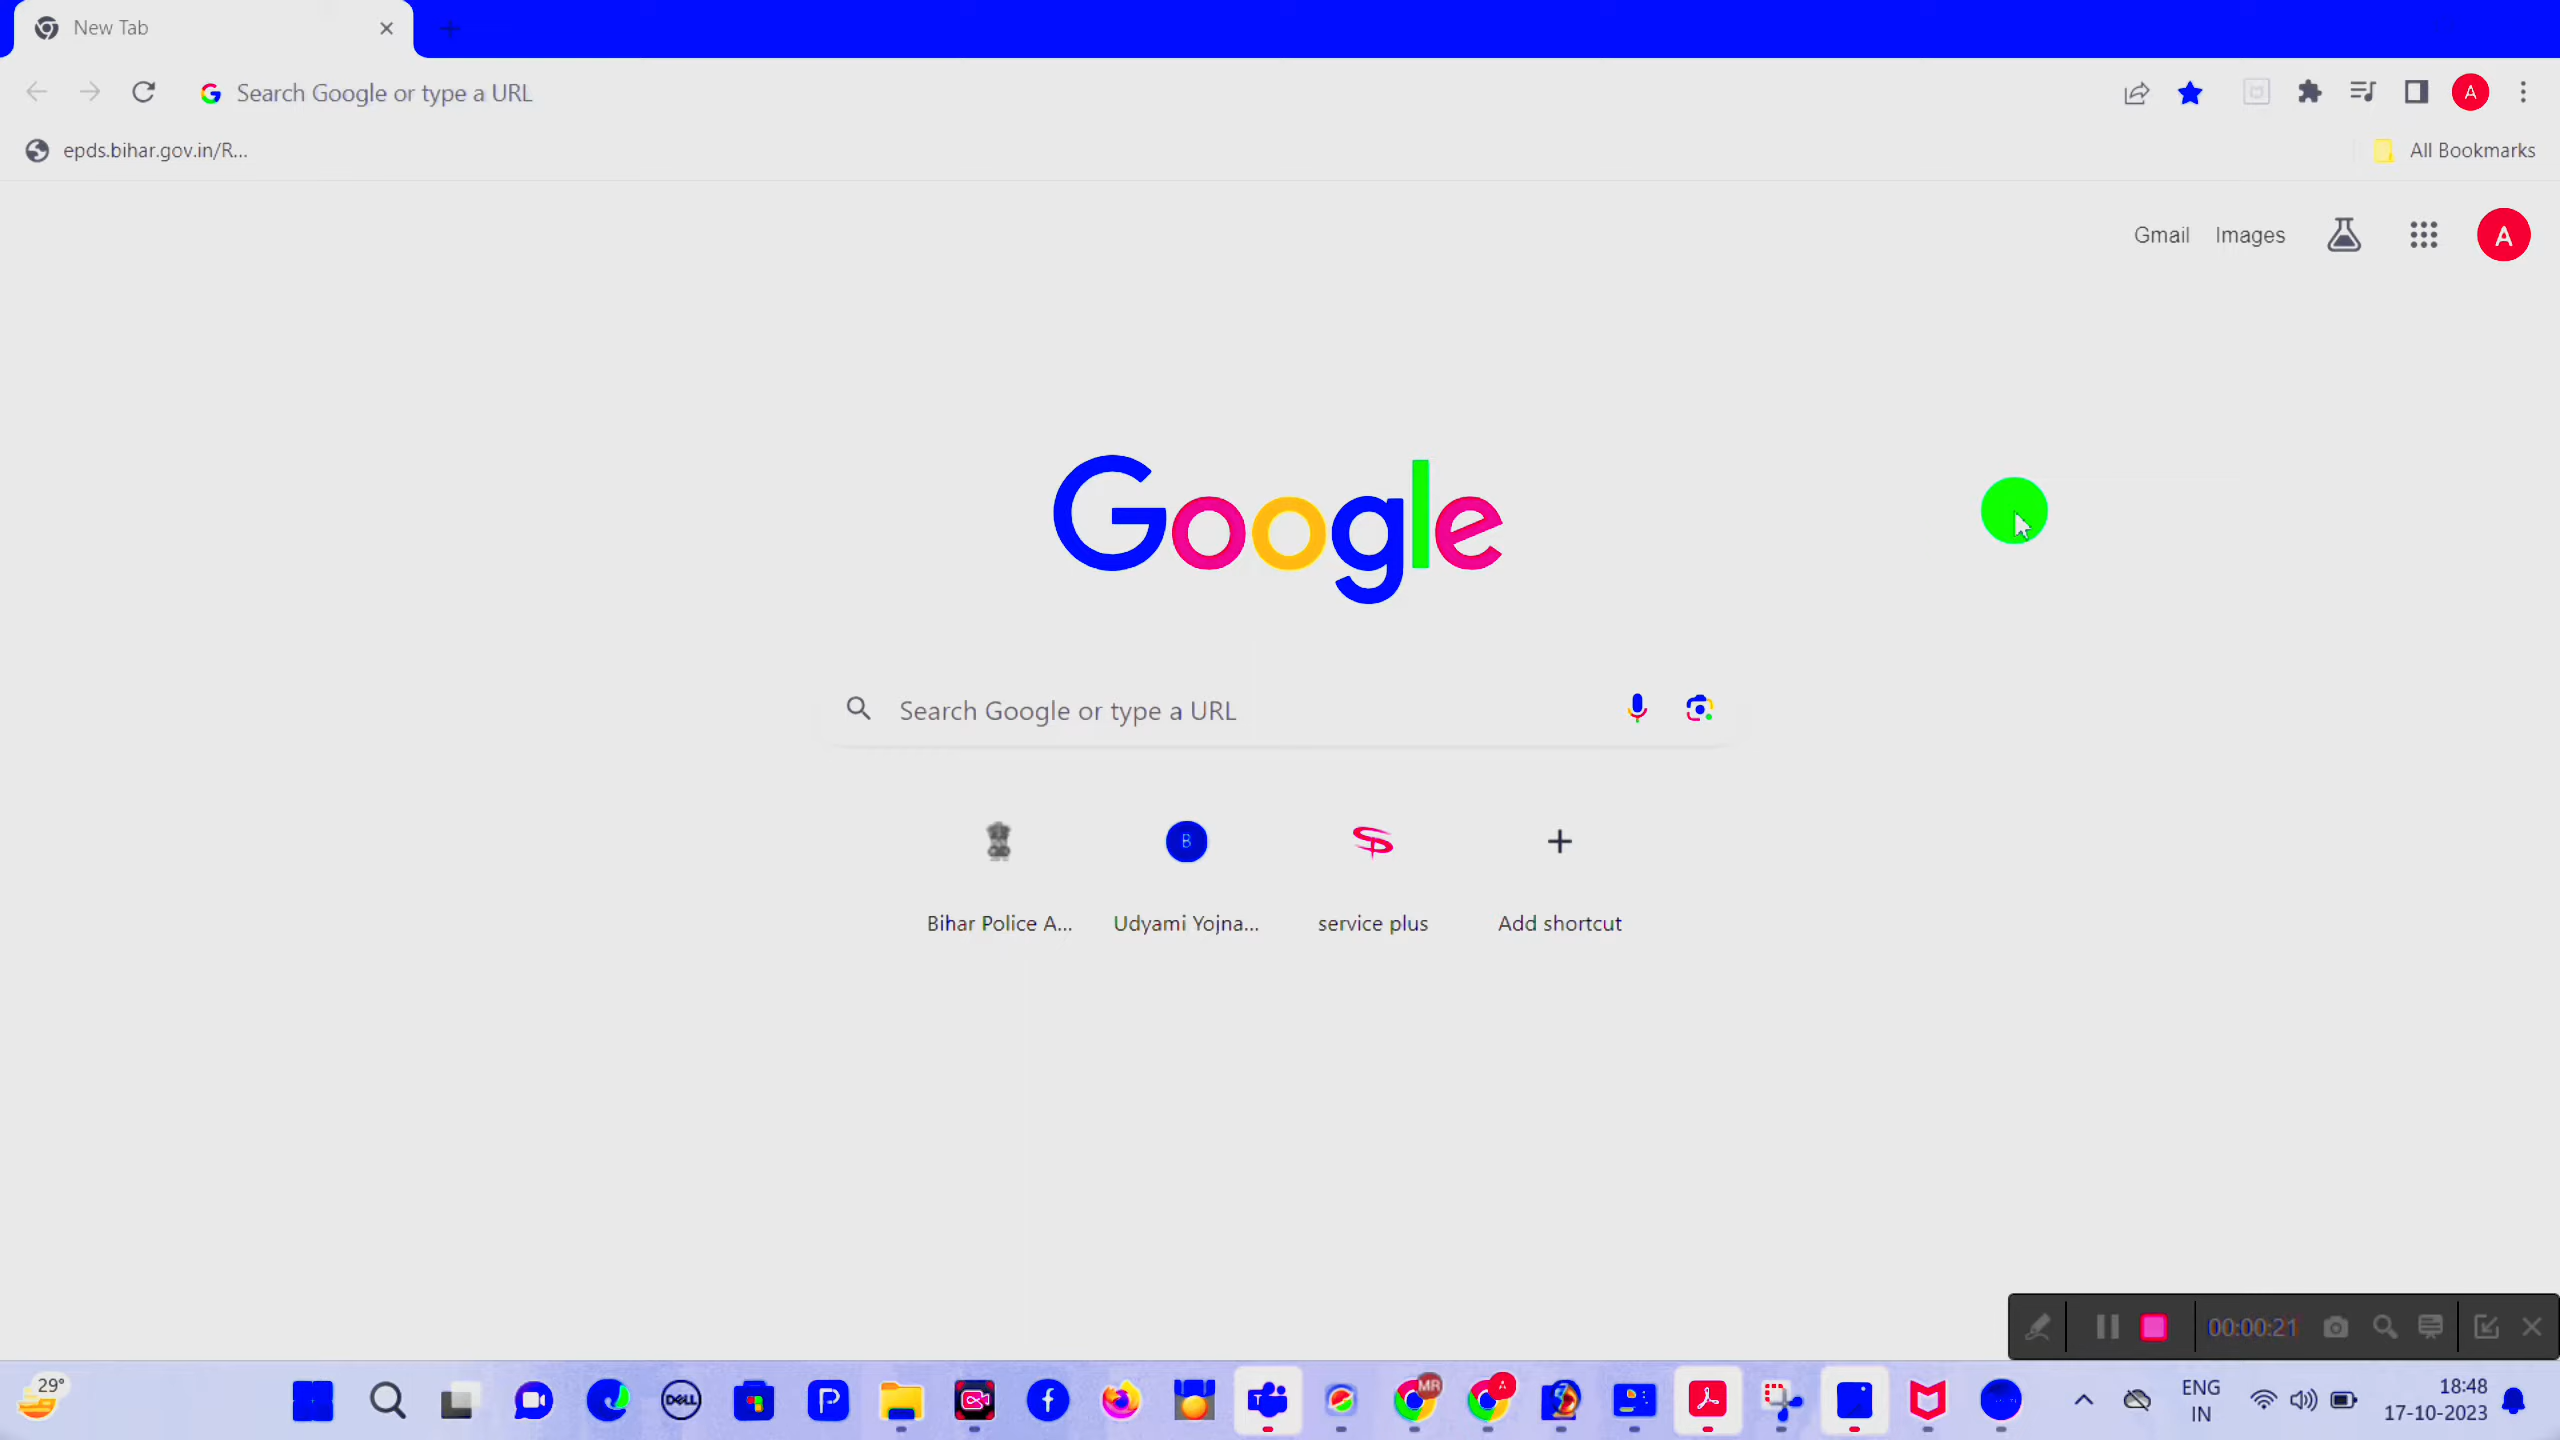 New Tab
Search Google or type a URL
A
epds.bihar.gov.in/R...
All Bookmarks
Gmail
Images
A
Google
Search Google or type a URL
B
Bihar Police A...
Udyami Yojna...
service plus
Add shortcut
00:00:21
29°
DELL
P
MR
A
ENG
IN
18:48
17-10-2023